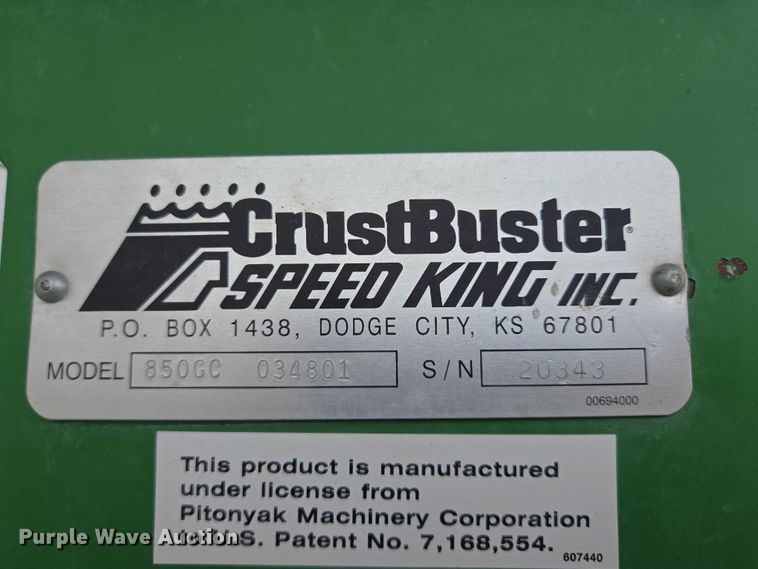 CrustBuster®
SPEED KING INC.
P.O. BOX 1438, DODGE CITY, KS 67801
MODEL 850GC 034801 S/N 20343
00694000
This product is manufactured
under license from
Pitonyak Machinery Corporation
U.S. Patent No. 7,168,554.
607440
Purple Wave Auction